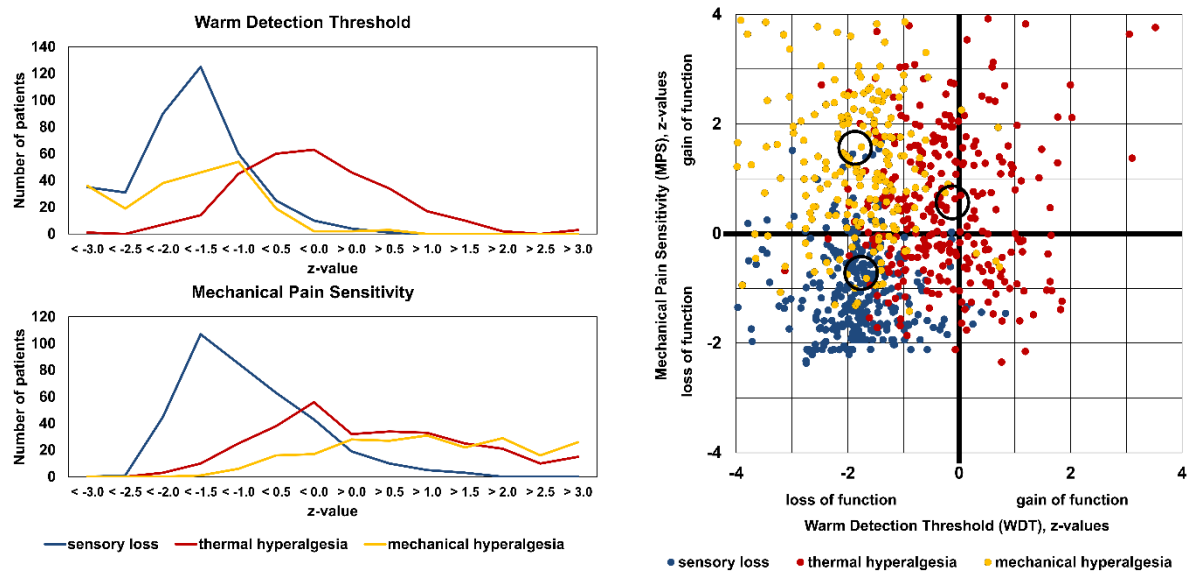 Warm Detection Threshold
Number of patients
140
120
100
80
60
40
20
0
< -3.0 < -2.5 < -2.0 < -1.5 < -1.0 < -0.5 < 0.0 > 0.0 > 0.5 > 1.0 > 1.5 > 2.0 > 2.5 > 3.0
z-value
Mechanical Pain Sensitivity
Number of patients
120
100
80
60
40
20
0
< -3.0 < -2.5 < -2.0 < -1.5 < -1.0 < -0.5 < 0.0 > 0.0 > 0.5 > 1.0 > 1.5 > 2.0 > 2.5 > 3.0
z-value
sensory loss thermal hyperalgesia mechanical hyperalgesia
Mechanical Pain Sensitivity (MPS), z-values
loss of function gain of function
4
2
0
-2
-4
-4 -2 0 2 4
loss of function gain of function
Warm Detection Threshold (WDT), z-values
sensory loss thermal hyperalgesia mechanical hyperalgesia